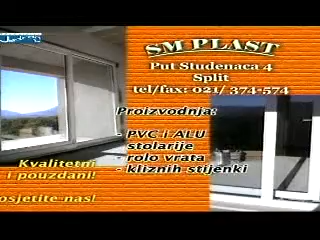 SM PLAST
Put Studenaca 4
Split
tel/fax: 021/ 374-574
Proizvodnja:
- PVC i ALU
stolarije
- rolo vrata
- kliznih stijenki
Kvalitetni
i pouzdani!
osjetite nas!